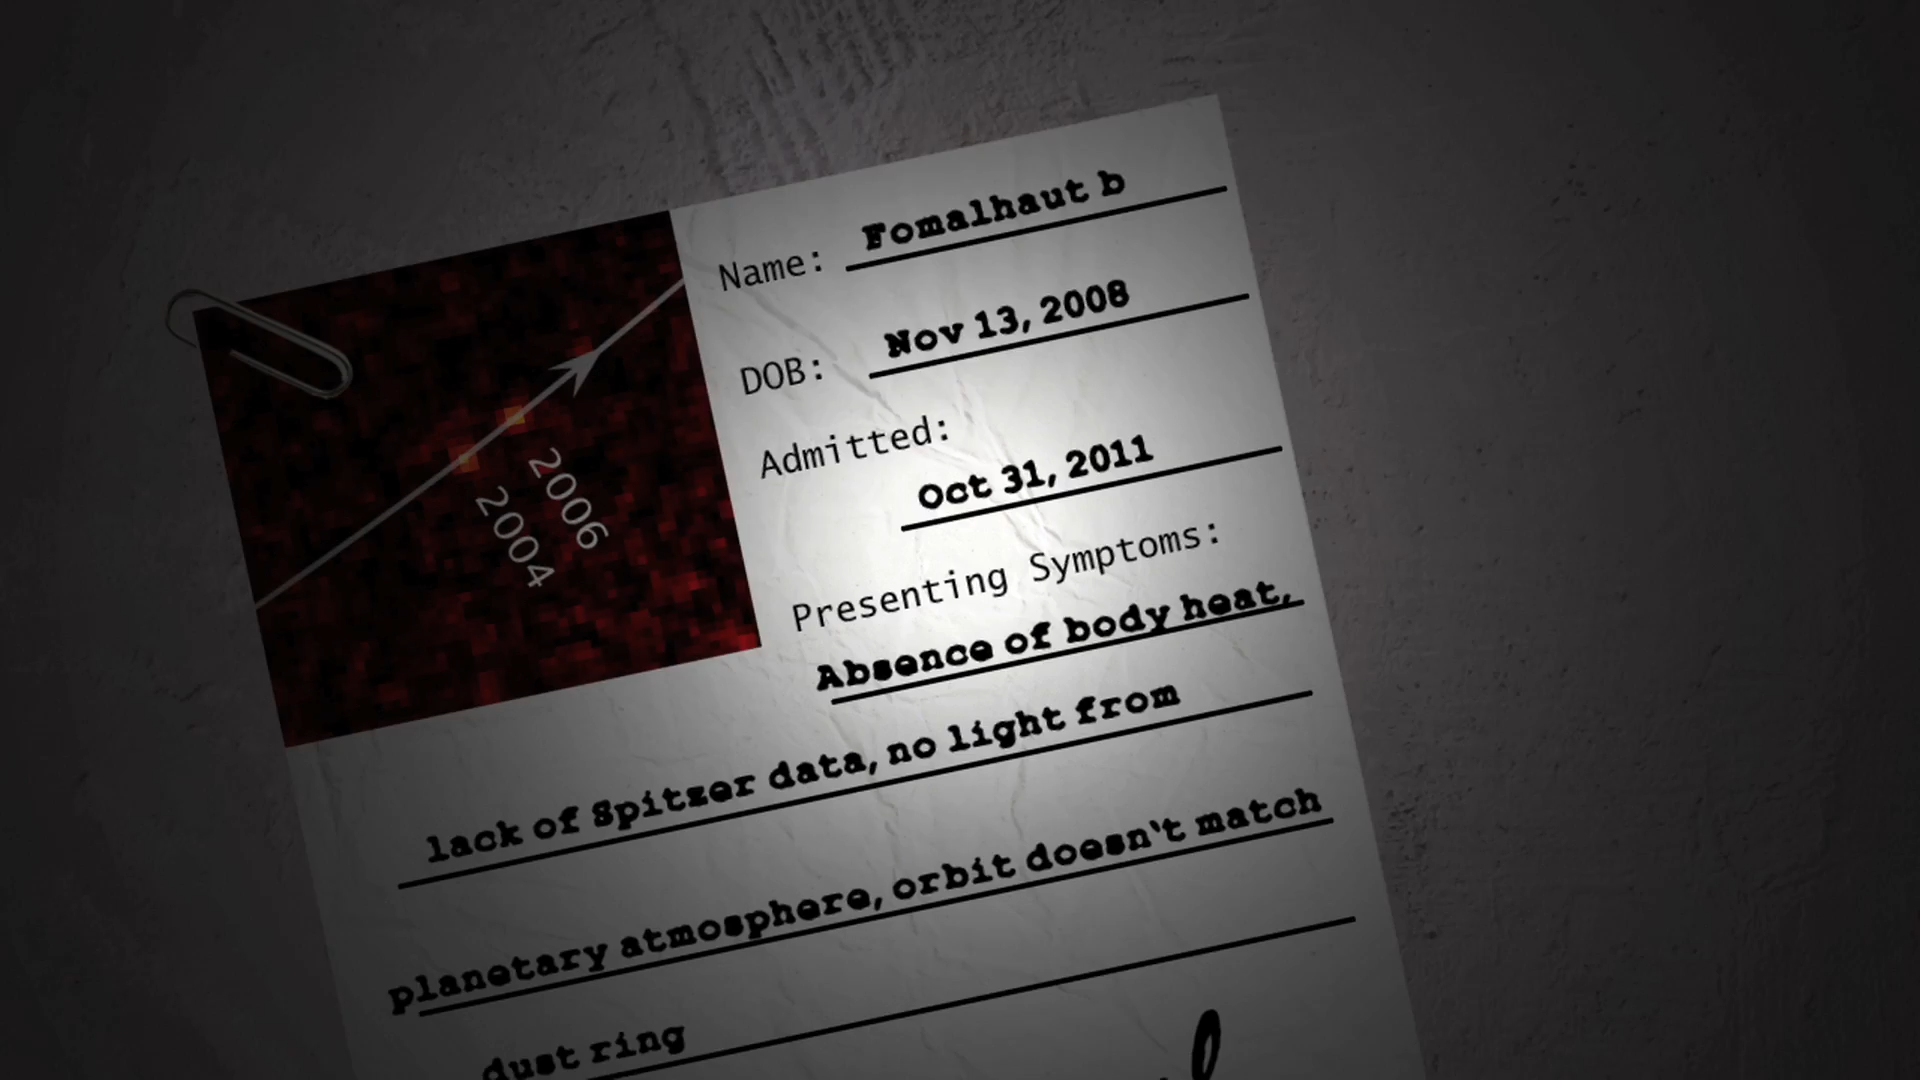 Name: Fomalhaut b
DOB: Nov 13, 2008
Admitted:
Oct 31, 2011
Presenting Symptoms:
Absence of body heat,
lack of Spitzer data, no light from
planetary atmosphere, orbit doesn't match
dust ring
2006
2004